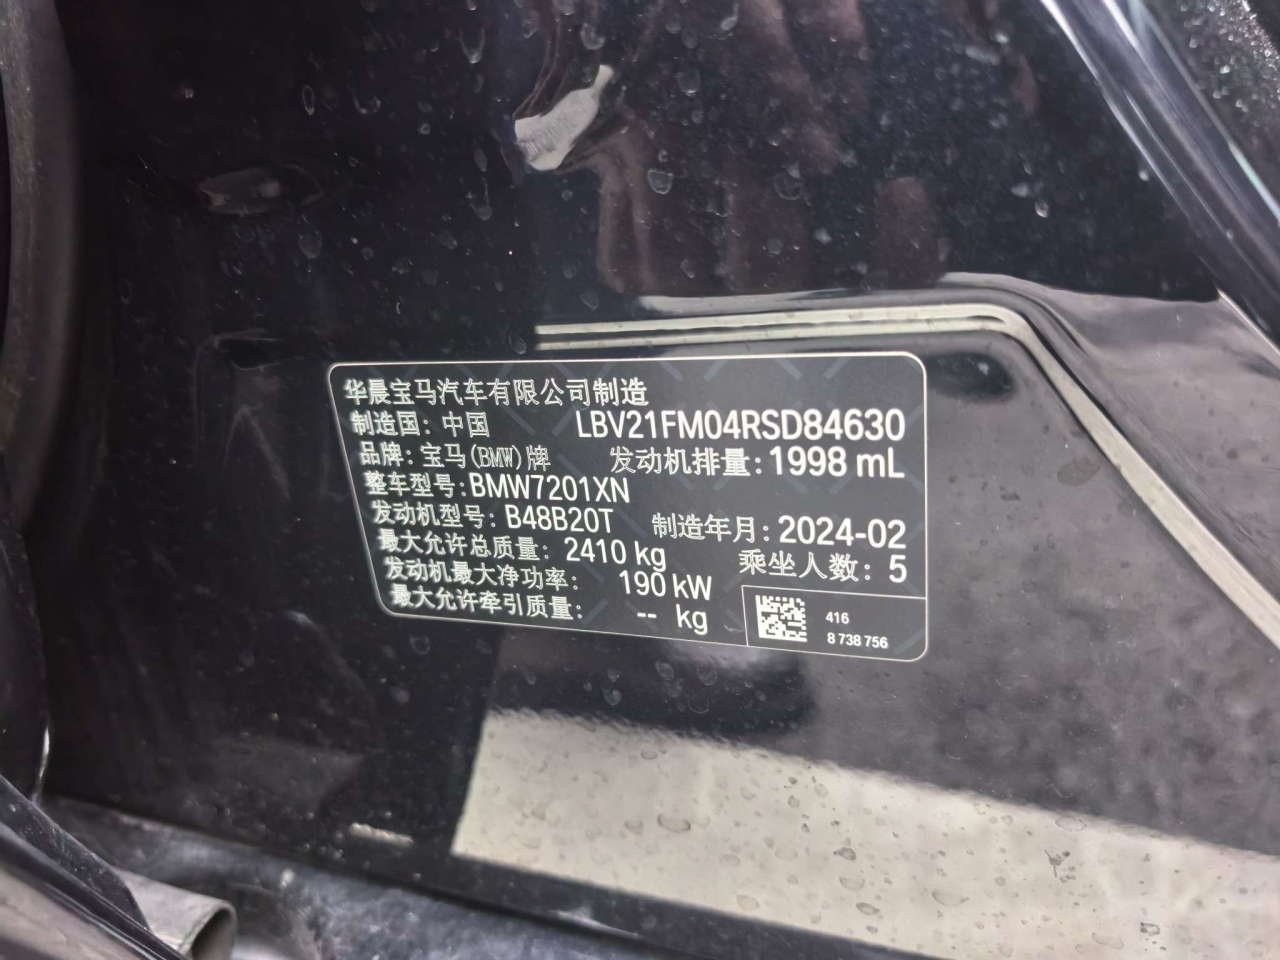 华晨宝马汽车有限公司制造
制造国: 中国 LBV21FM04RSD84630
品牌: 宝马(BMW)牌 发动机排量: 1998 mL
整车型号: BMW7201XN
发动机型号: B48B20T 制造年月: 2024-02
最大允许总质量: 2410 kg 乘坐人数: 5
发动机最大净功率: 190 kW
最大允许牵引质量: -- kg
416
8 738 756